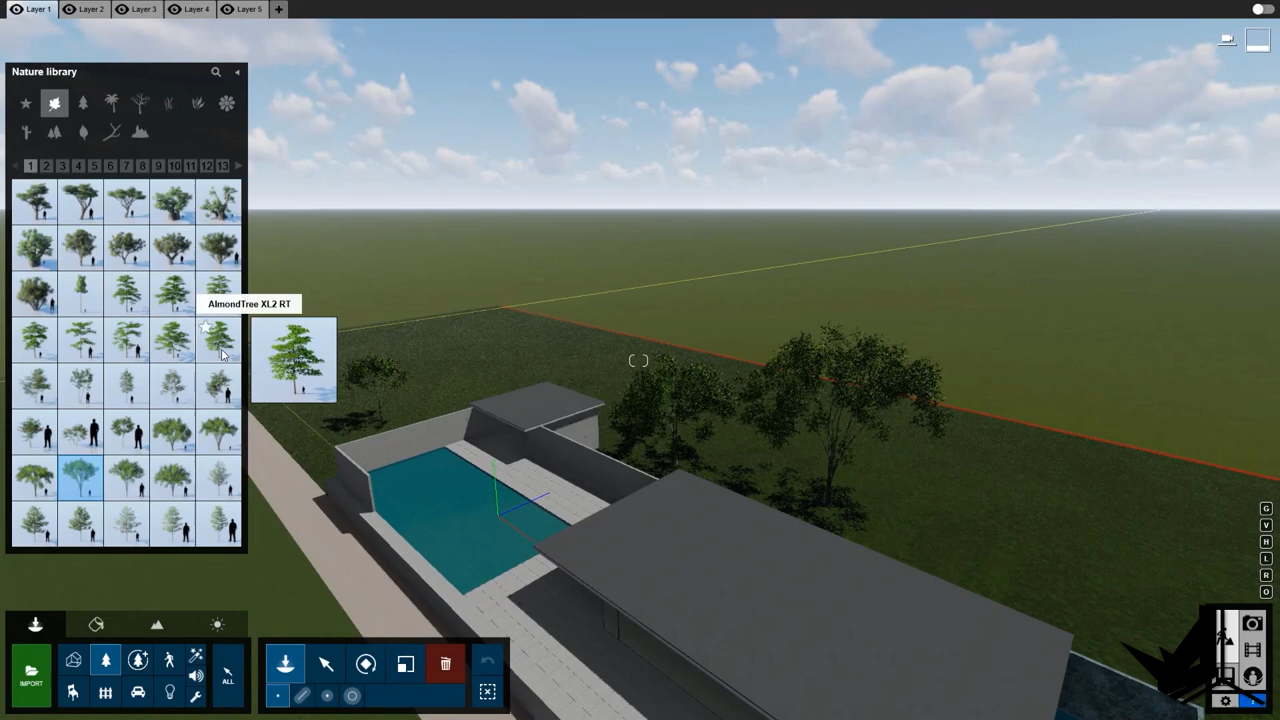 Layer 1 Layer 2 Layer 3 Layer 4 Layer 5 +
Nature library
1 2 3 4 5 6 7 8 9 10 11 12 13
AlmondTree XL2 RT
G
V
H
L
R
O
IMPORT
ALL